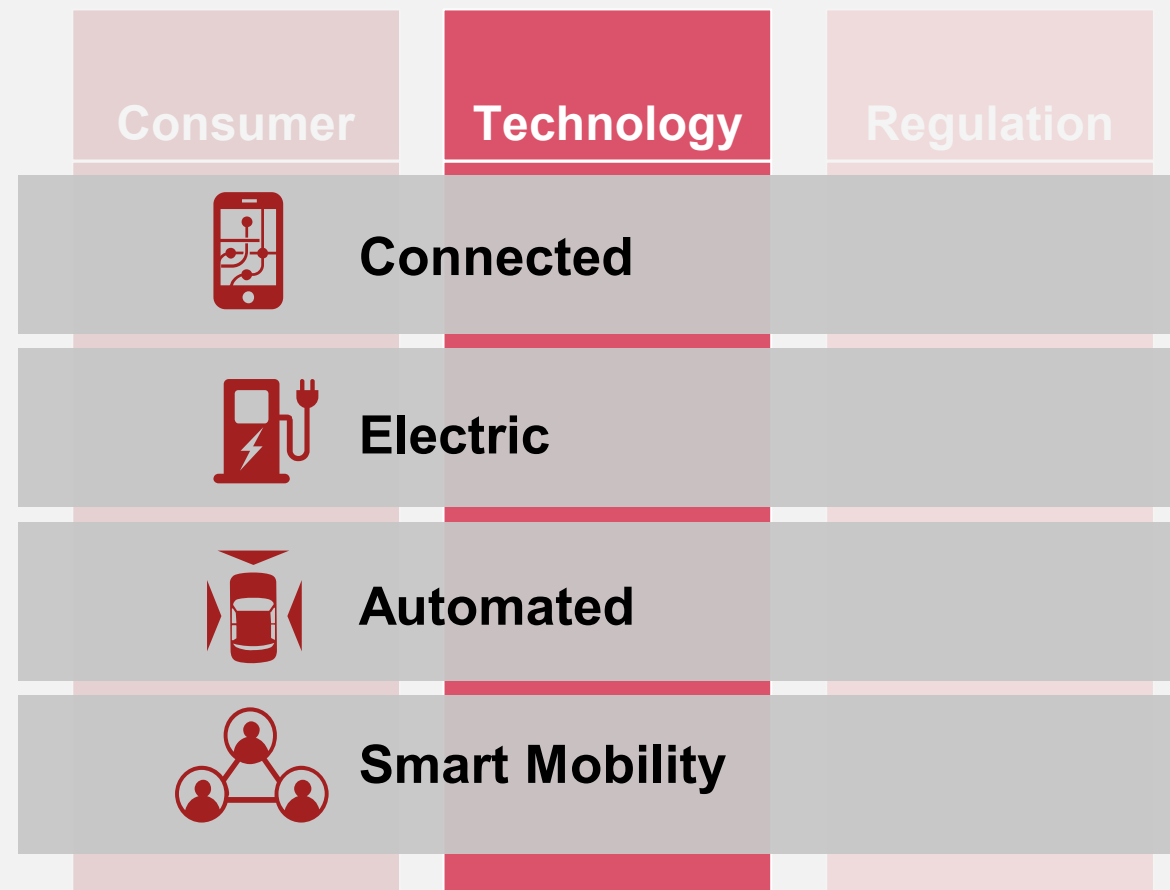 Consumer Technology Regulation
Connected
Electric
Automated
Smart Mobility